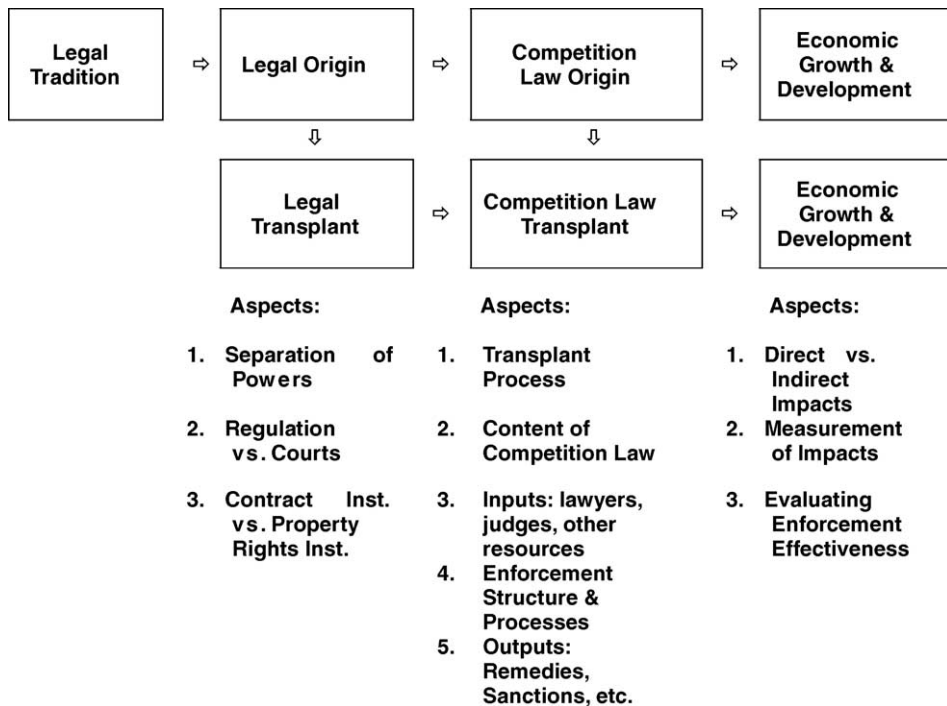 Legal
Tradition
⇨
Legal Origin
⇨
Competition
Law Origin
⇨
Economic
Growth &
Development
⇩
⇩
Legal
Transplant
⇨
Competition Law
Transplant
⇨
Economic
Growth &
Development
Aspects:
1. Separation of
Powers
2. Regulation
vs. Courts
3. Contract Inst.
vs. Property
Rights Inst.
Aspects:
1. Transplant
Process
2. Content of
Competition Law
3. Inputs: lawyers,
judges, other
resources
4. Enforcement
Structure &
Processes
5. Outputs:
Remedies,
Sanctions, etc.
Aspects:
1. Direct vs.
Indirect
Impacts
2. Measurement
of Impacts
3. Evaluating
Enforcement
Effectiveness